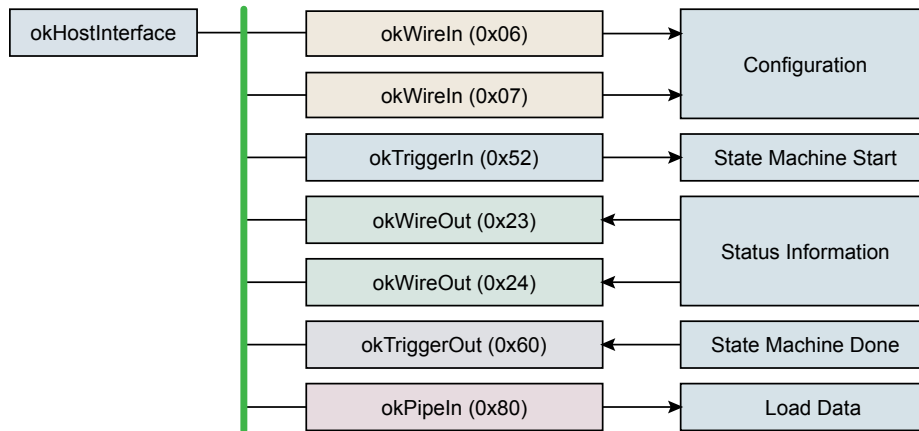 okHostInterface
okWireIn (0x06)
Configuration
okWireIn (0x07)
okTriggerIn (0x52)
State Machine Start
okWireOut (0x23)
Status Information
okWireOut (0x24)
okTriggerOut (0x60)
State Machine Done
okPipeIn (0x80)
Load Data